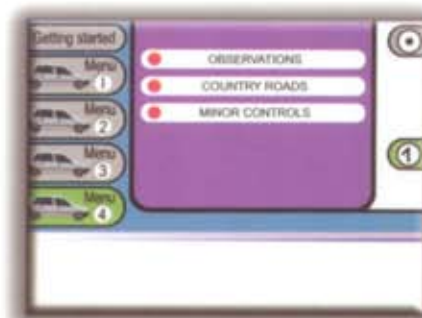 Getting started
Menu
1
Menu
2
Menu
3
Menu
4
OBSERVATIONS
COUNTRY ROADS
MINOR CONTROLS
1